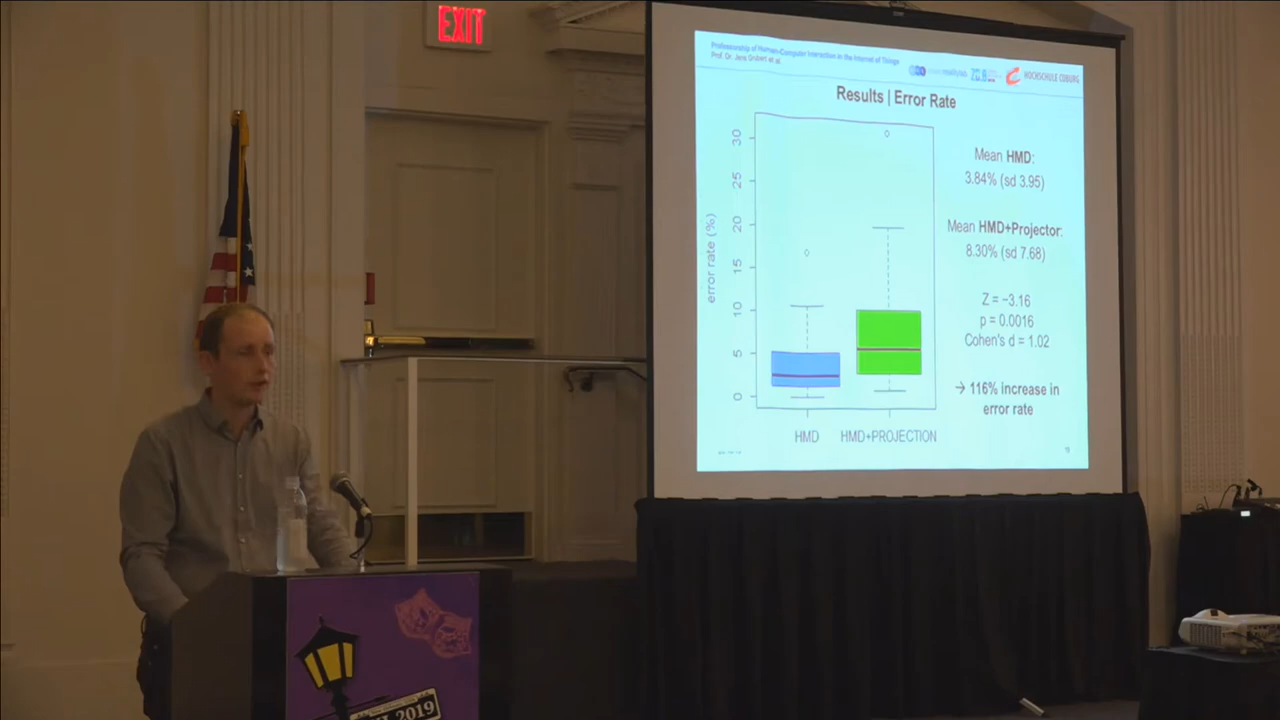 EXIT
Professorship of Human-Computer Interaction in the Internet of Things
Prof. Dr. Jens Grubert et al.
HOCHSCHULE COBURG
Results | Error Rate
error rate (%)
30
25
20
15
10
5
0
HMD
HMD+PROJECTION
Mean HMD:
3.84% (sd 3.95)
Mean HMD+Projector:
8.30% (sd 7.68)
Z = −3.16
p = 0.0016
Cohen's d = 1.02
→ 116% increase in
error rate
2019